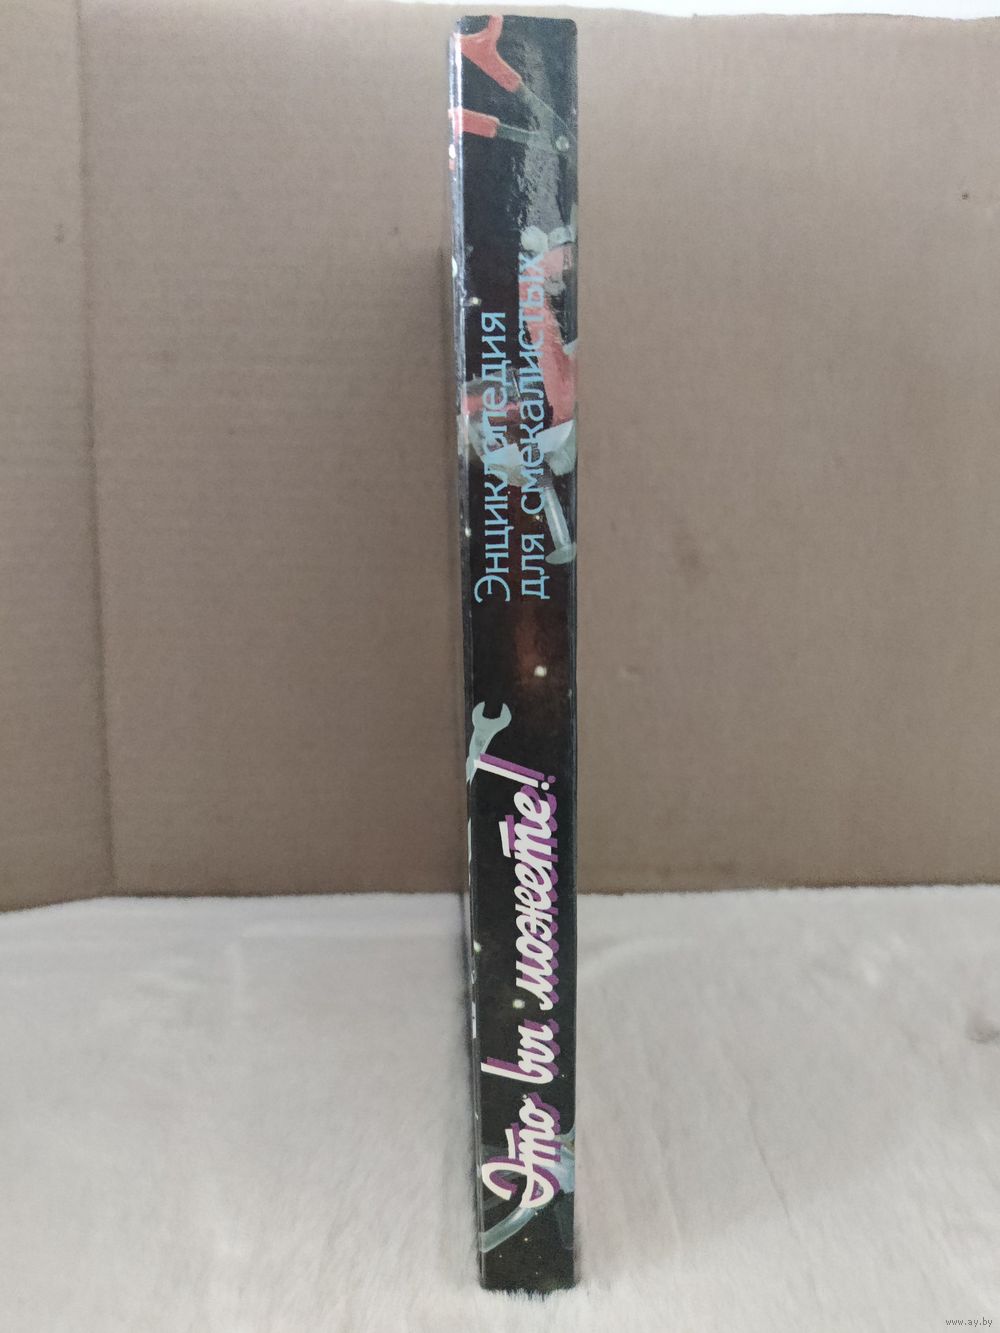 Это вы можете!
Энциклопедия
для смекалистых
www.ay.by